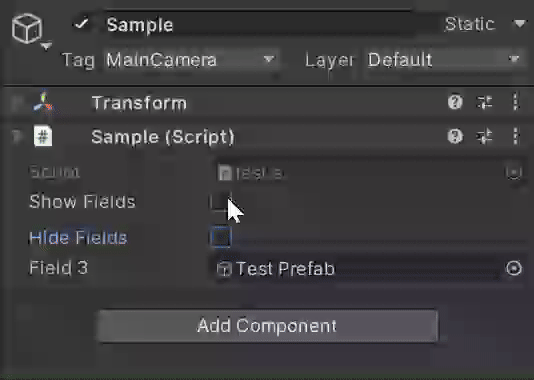 Sample
Static
Tag MainCamera Layer Default
Transform
# Sample (Script)
Script
Show Fields
Hide Fields
Field 3 Test Prefab
Add Component